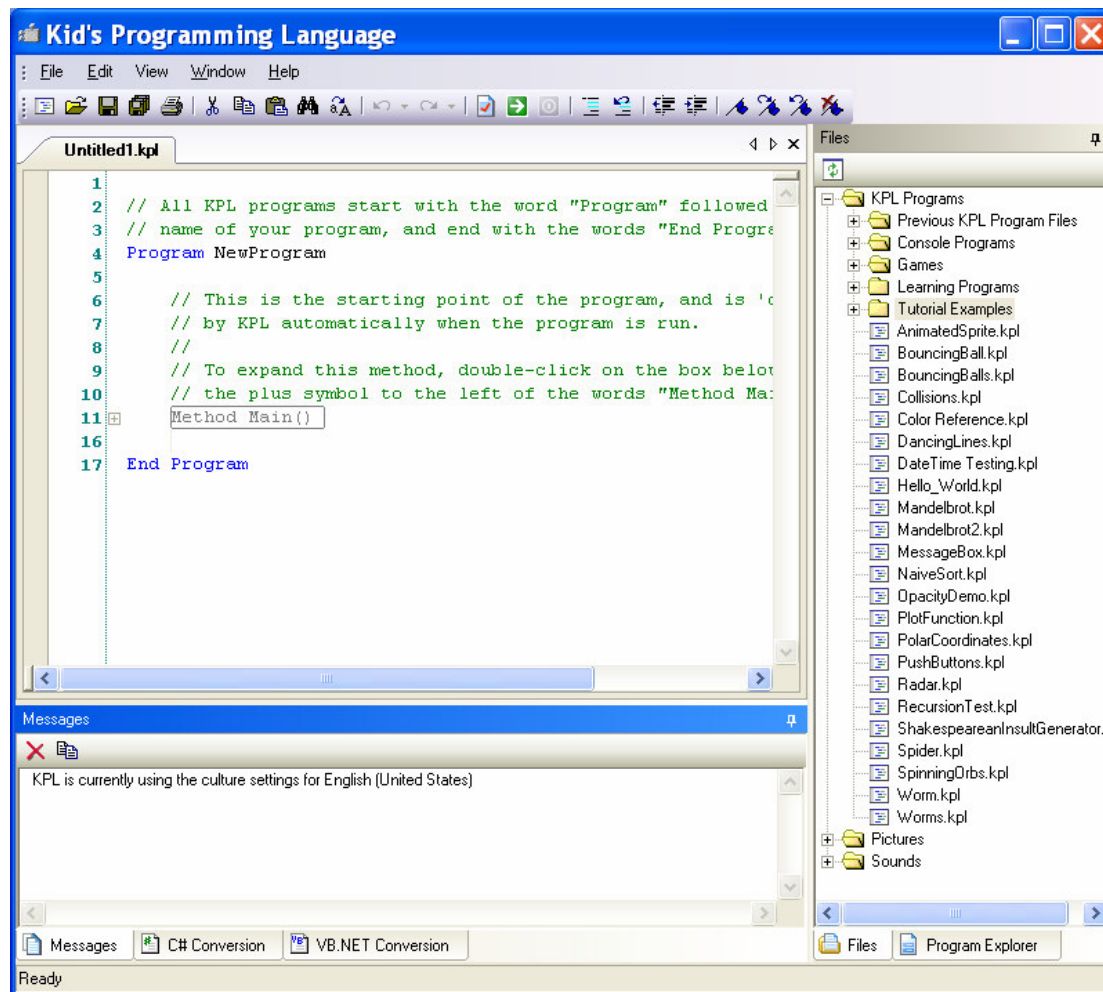 Kid's Programming Language
File Edit View Window Help
Untitled1.kpl
1
2 // All KPL programs start with the word "Program" followed
3 // name of your program, and end with the words "End Progra
4 Program NewProgram
5
6 // This is the starting point of the program, and is 'c
7 // by KPL automatically when the program is run.
8 //
9 // To expand this method, double-click on the box below
10 // the plus symbol to the left of the words "Method Mai
11 Method Main()
16
17 End Program
Messages
KPL is currently using the culture settings for English (United States)
Messages C# Conversion VB.NET Conversion
Ready
Files
KPL Programs
Previous KPL Program Files
Console Programs
Games
Learning Programs
Tutorial Examples
AnimatedSprite.kpl
BouncingBall.kpl
BouncingBalls.kpl
Collisions.kpl
Color Reference.kpl
DancingLines.kpl
DateTime Testing.kpl
Hello_World.kpl
Mandelbrot.kpl
Mandelbrot2.kpl
MessageBox.kpl
NaiveSort.kpl
OpacityDemo.kpl
PlotFunction.kpl
PolarCoordinates.kpl
PushButtons.kpl
Radar.kpl
RecursionTest.kpl
ShakespeareanInsultGenerator.
Spider.kpl
SpinningOrbs.kpl
Worm.kpl
Worms.kpl
Pictures
Sounds
Files Program Explorer